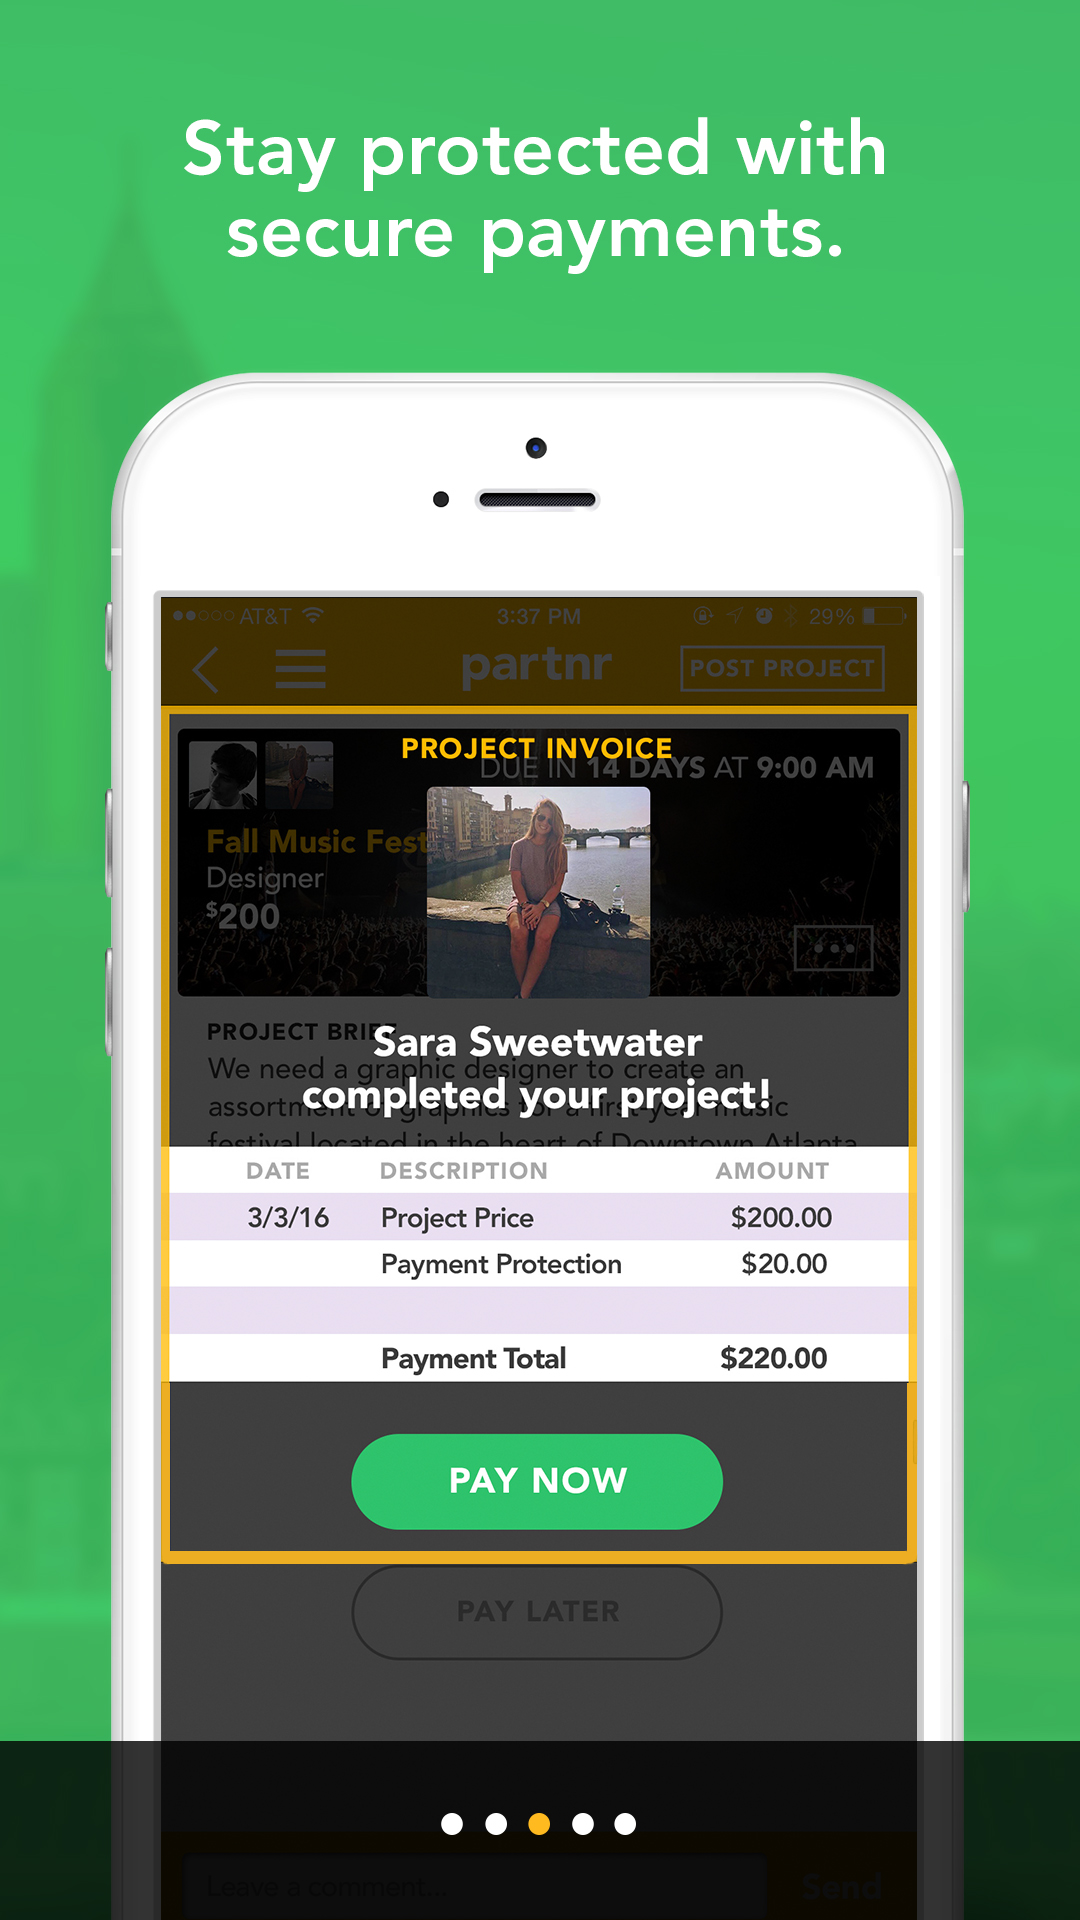 Stay protected with
secure payments.
AT&T 3:37 PM 29%
partnr POST PROJECT
PROJECT INVOICE
DUE IN 14 DAYS AT 9:00 AM
Fall Music Fest
Designer
$200
PROJECT BRIEF
Sara Sweetwater
We need a graphic designer to create an
completed your project!
assortment of graphics for a first-year music
festival located in the heart of Downtown Atlanta
DATE DESCRIPTION AMOUNT
3/3/16 Project Price $200.00
Payment Protection $20.00
Payment Total $220.00
PAY NOW
PAY LATER
Leave a comment... Send